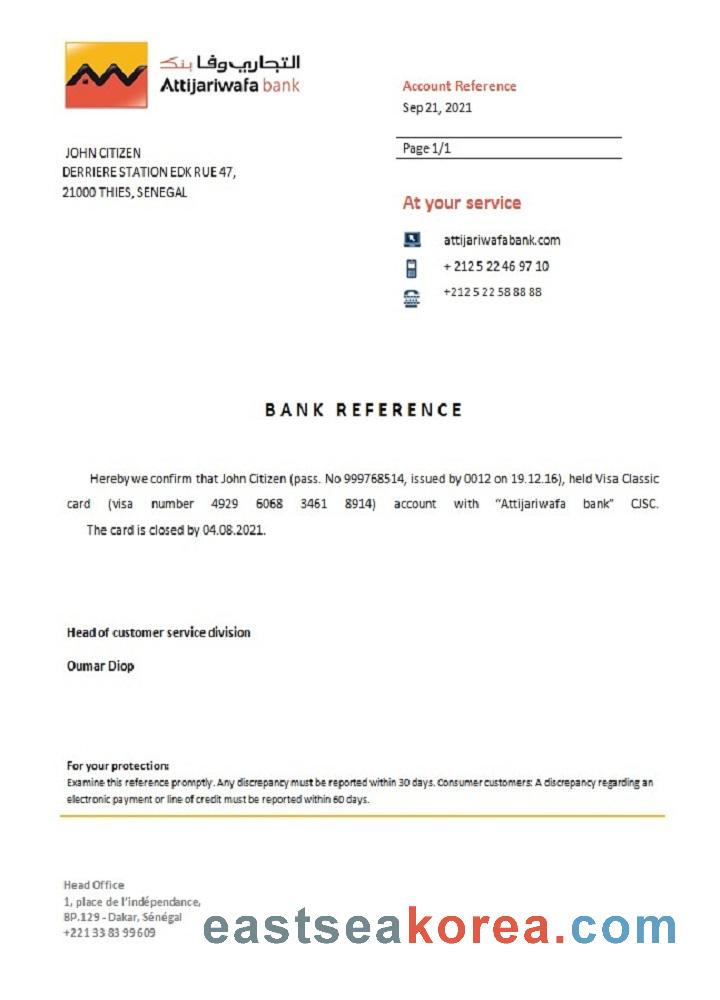 التجاري وفا بنك
Attijariwafa bank
Account Reference
Sep 21, 2021
Page 1/1
JOHN CITIZEN
DERRIERE STATION EDK RUE 47,
21000 THIES, SENEGAL
At your service
attijariwafabank.com
+ 212 5 22 46 97 10
+212 5 22 58 88 88
BANK REFERENCE
Hereby we confirm that John Citizen (pass. No 999768514, issued by 0012 on 19.12.16), held Visa Classic
card (visa number 4929 6068 3461 8914) account with “Attijariwafa bank” CJSC.
The card is closed by 04.08.2021.
Head of customer service division
Oumar Diop
For your protection:
Examine this reference promptly. Any discrepancy must be reported within 30 days. Consumer customers: A discrepancy regarding an
electronic payment or line of credit must be reported within 60 days.
Head Office
1, place de l’indépendance,
BP.129 - Dakar, Sénégal
+221 33 83 99609
eastseakorea.com